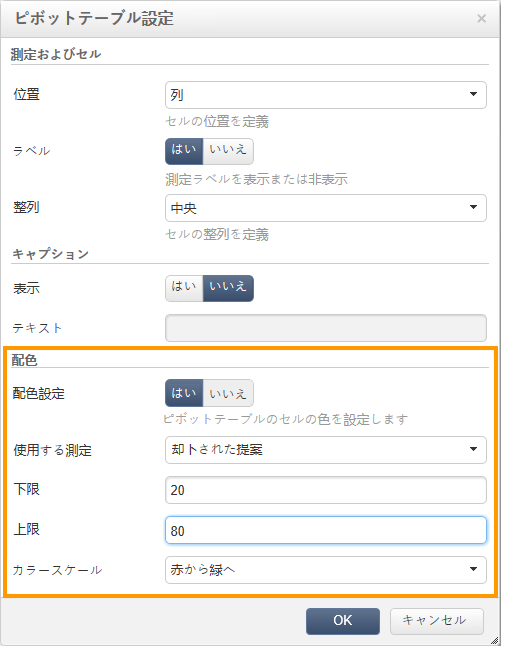 ピボットテーブル設定
×
測定およびセル
位置
列
セルの位置を定義
ラベル
はい いいえ
測定ラベルを表示または非表示
整列
中央
セルの整列を定義
キャプション
表示
はい いいえ
テキスト
配色
配色設定
はい いいえ
ピボットテーブルのセルの色を設定します
使用する測定
却下された提案
下限
20
上限
80
カラースケール
赤から緑へ
OK キャンセル